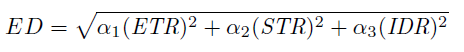 ED = √(α₁(ETR)² + α₂(STR)² + α₃(IDR)²)